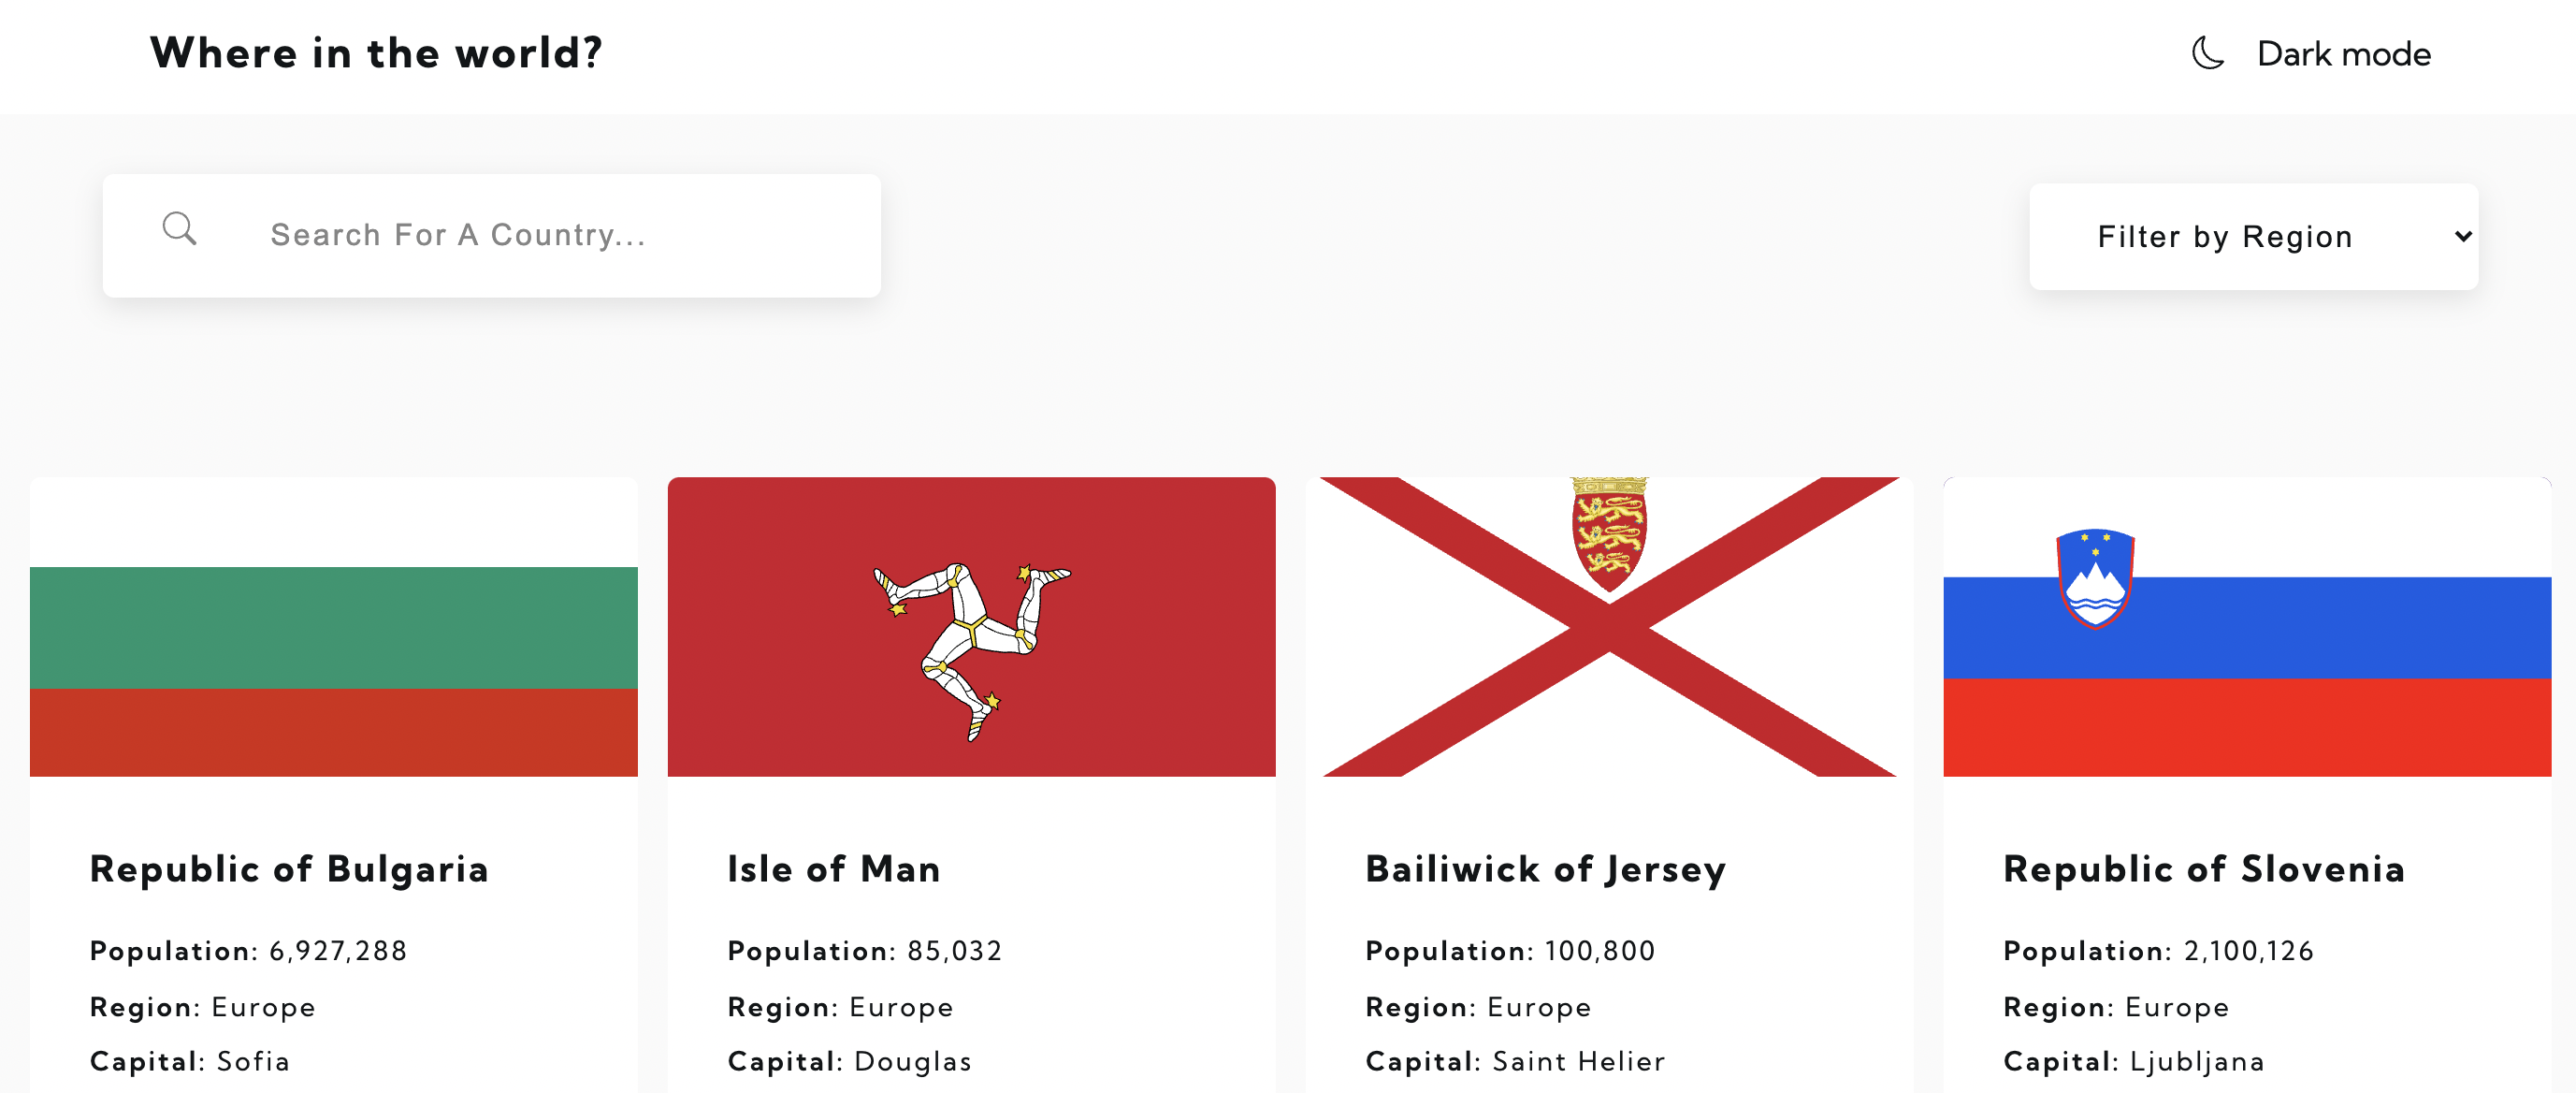 Where in the world?
Dark mode
Search For A Country...
Filter by Region
Republic of Bulgaria
Population: 6,927,288
Region: Europe
Capital: Sofia
Isle of Man
Population: 85,032
Region: Europe
Capital: Douglas
Bailiwick of Jersey
Population: 100,800
Region: Europe
Capital: Saint Helier
Republic of Slovenia
Population: 2,100,126
Region: Europe
Capital: Ljubljana